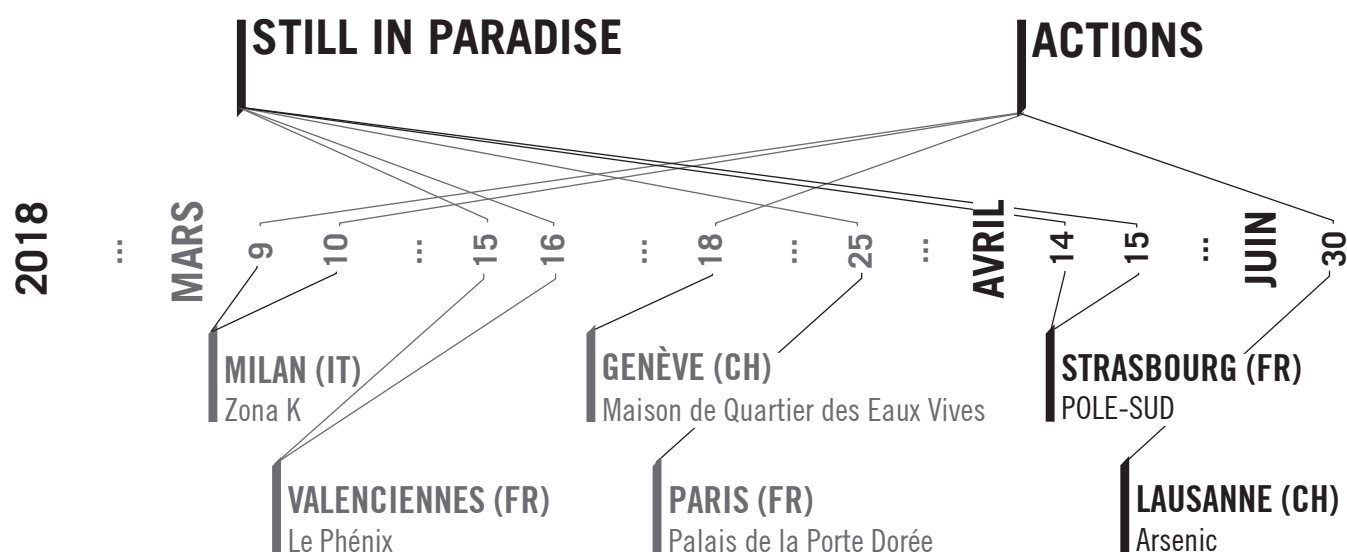 STILL IN PARADISE
ACTIONS
2018
...
MARS
9
10
...
15
16
...
18
...
25
...
AVRIL
14
15
...
JUIN
30
MILAN (IT)
Zona K
GENÈVE (CH)
Maison de Quartier des Eaux Vives
STRASBOURG (FR)
POLE-SUD
VALENCIENNES (FR)
Le Phénix
PARIS (FR)
Palais de la Porte Dorée
LAUSANNE (CH)
Arsenic